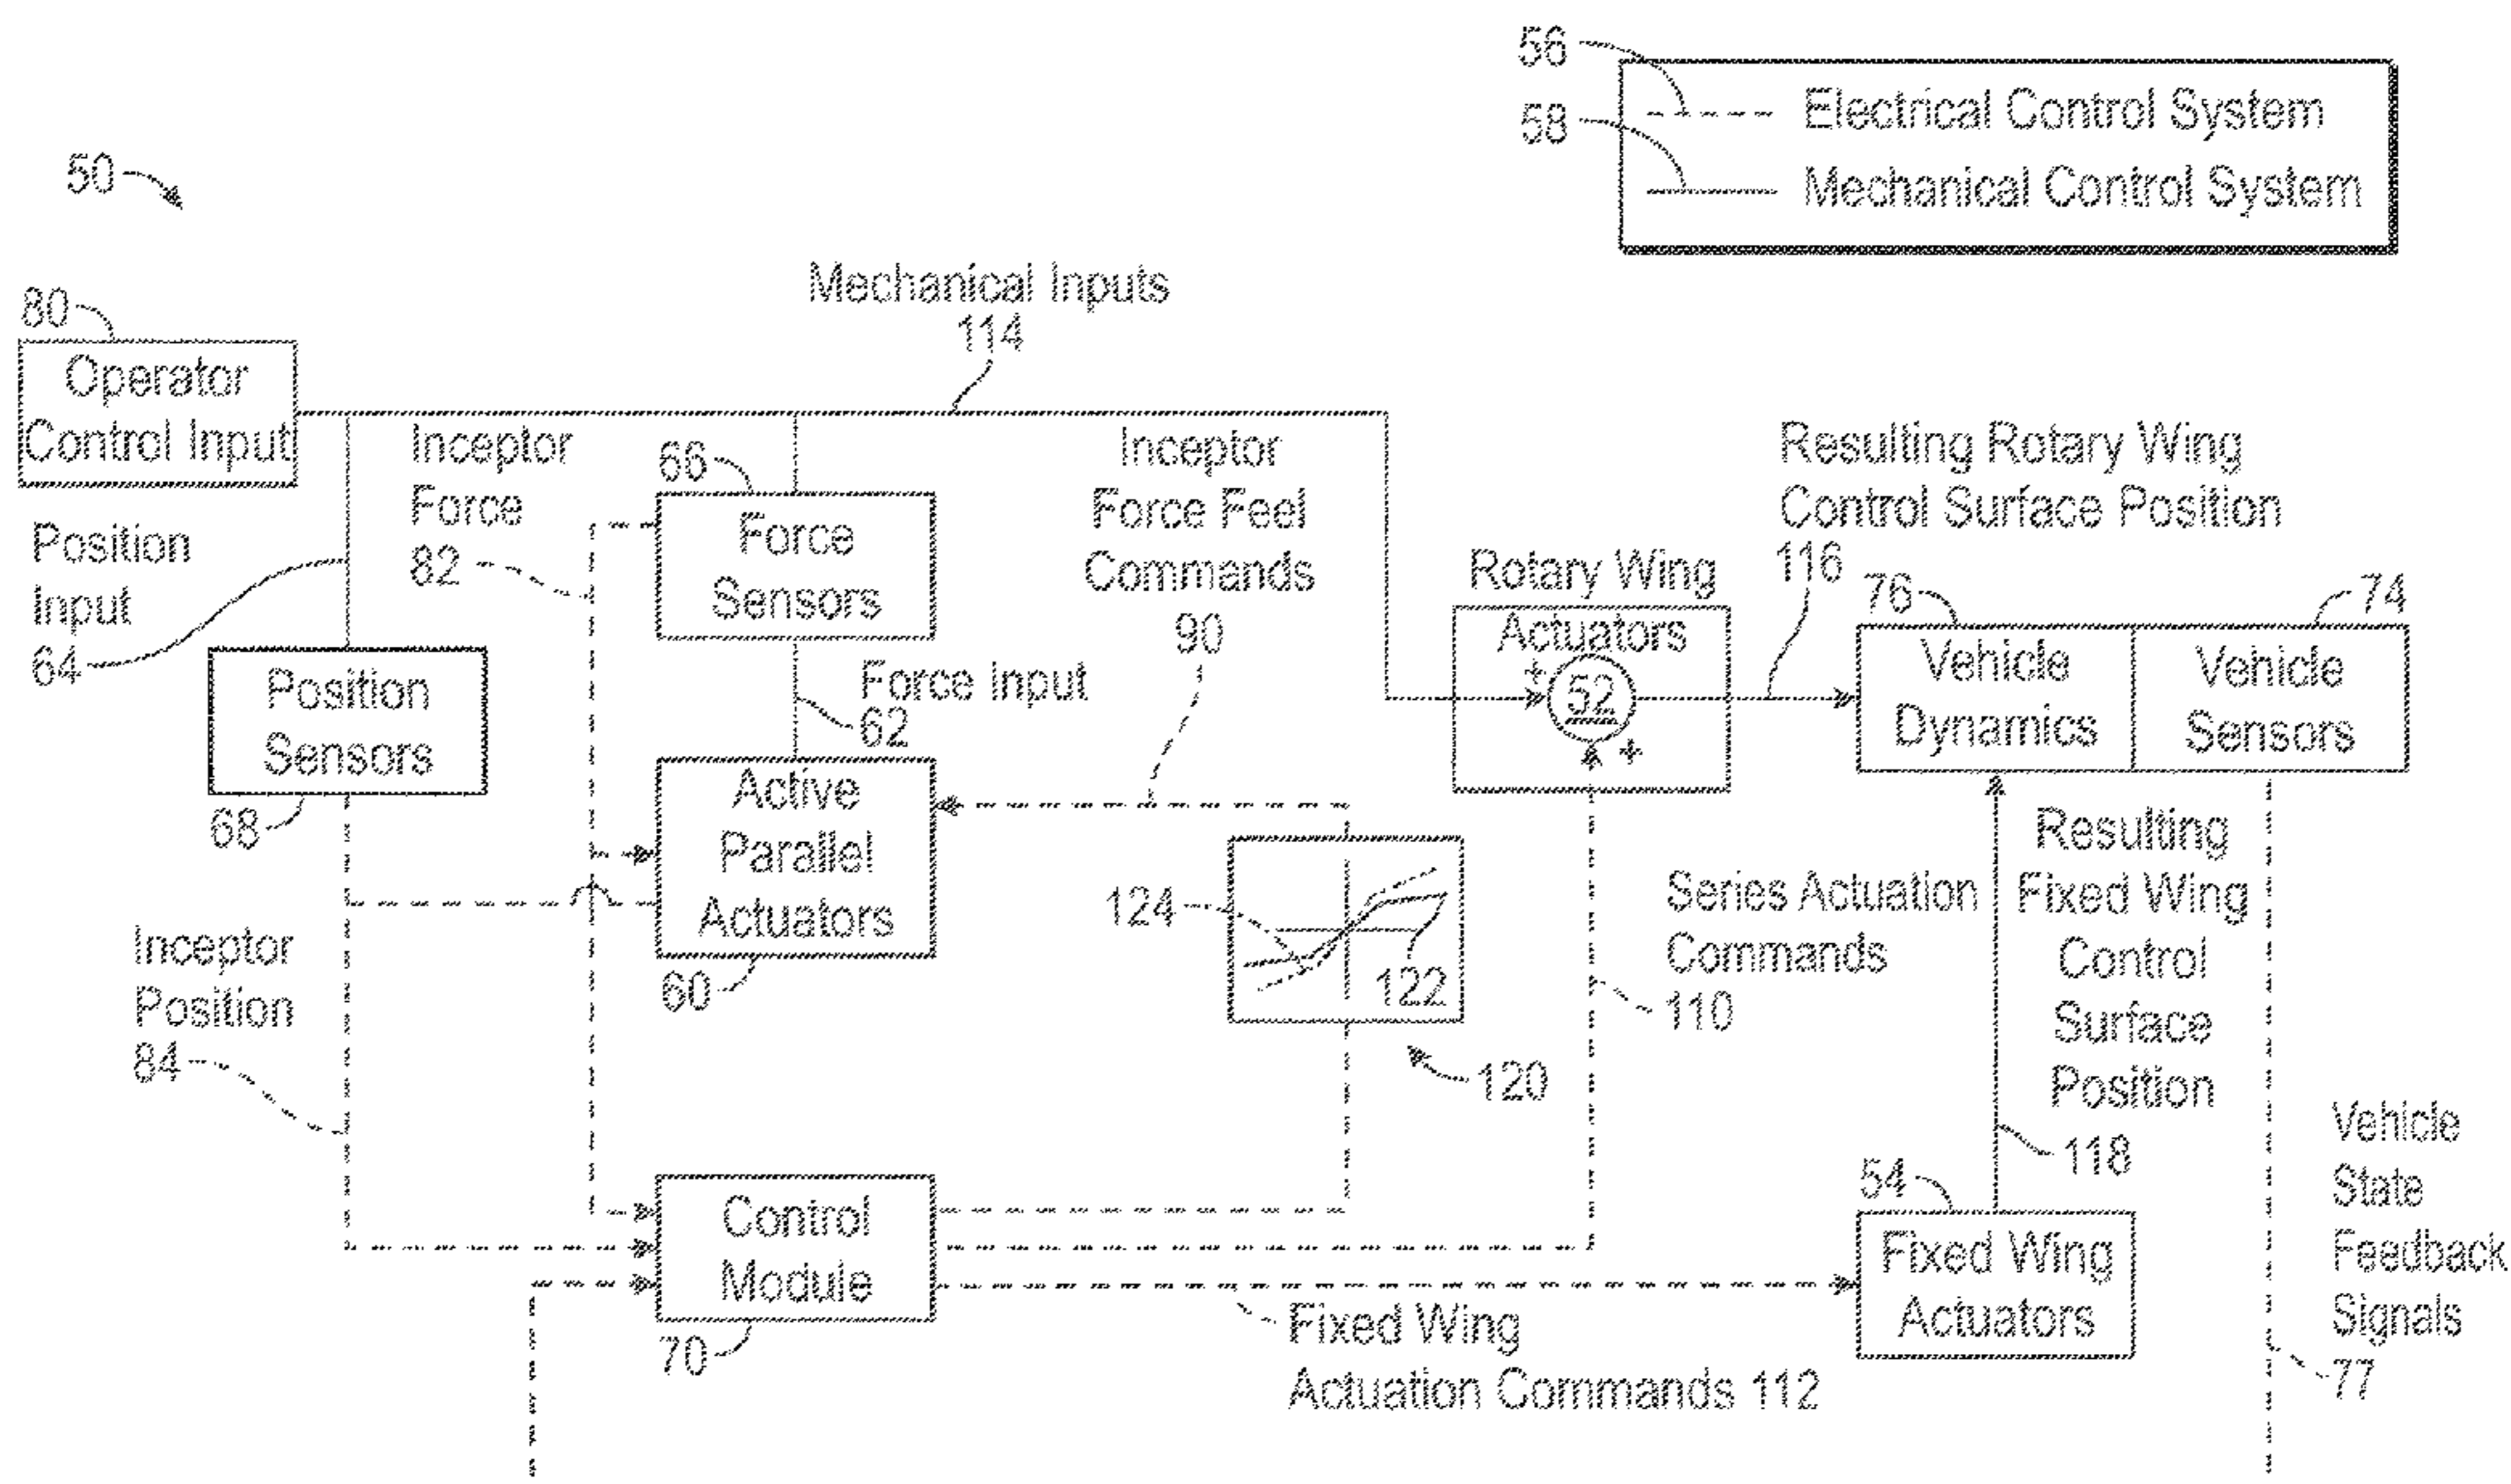 56
Electrical Control System
58
Mechanical Control System
50
Mechanical Inputs
114
80
Operator
Control Input
Inceptor
Force
82
66
Force
Sensors
Inceptor
Force Feel
Commands
90
Resulting Rotary Wing
Control Surface Position
116
Position
Input
64
Rotary Wing
Actuators
+
52
+
76
74
Vehicle
Dynamics
Vehicle
Sensors
Position
Sensors
68
Force Input
62
Active
Parallel
Actuators
60
124
122
120
Series Actuation
Commands
110
Resulting
Fixed Wing
Control
Surface
Position
118
Inceptor
Position
84
Vehicle
State
Feedback
Signals
77
54
Fixed Wing
Actuators
Control
Module
70
Fixed Wing
Actuation Commands 112